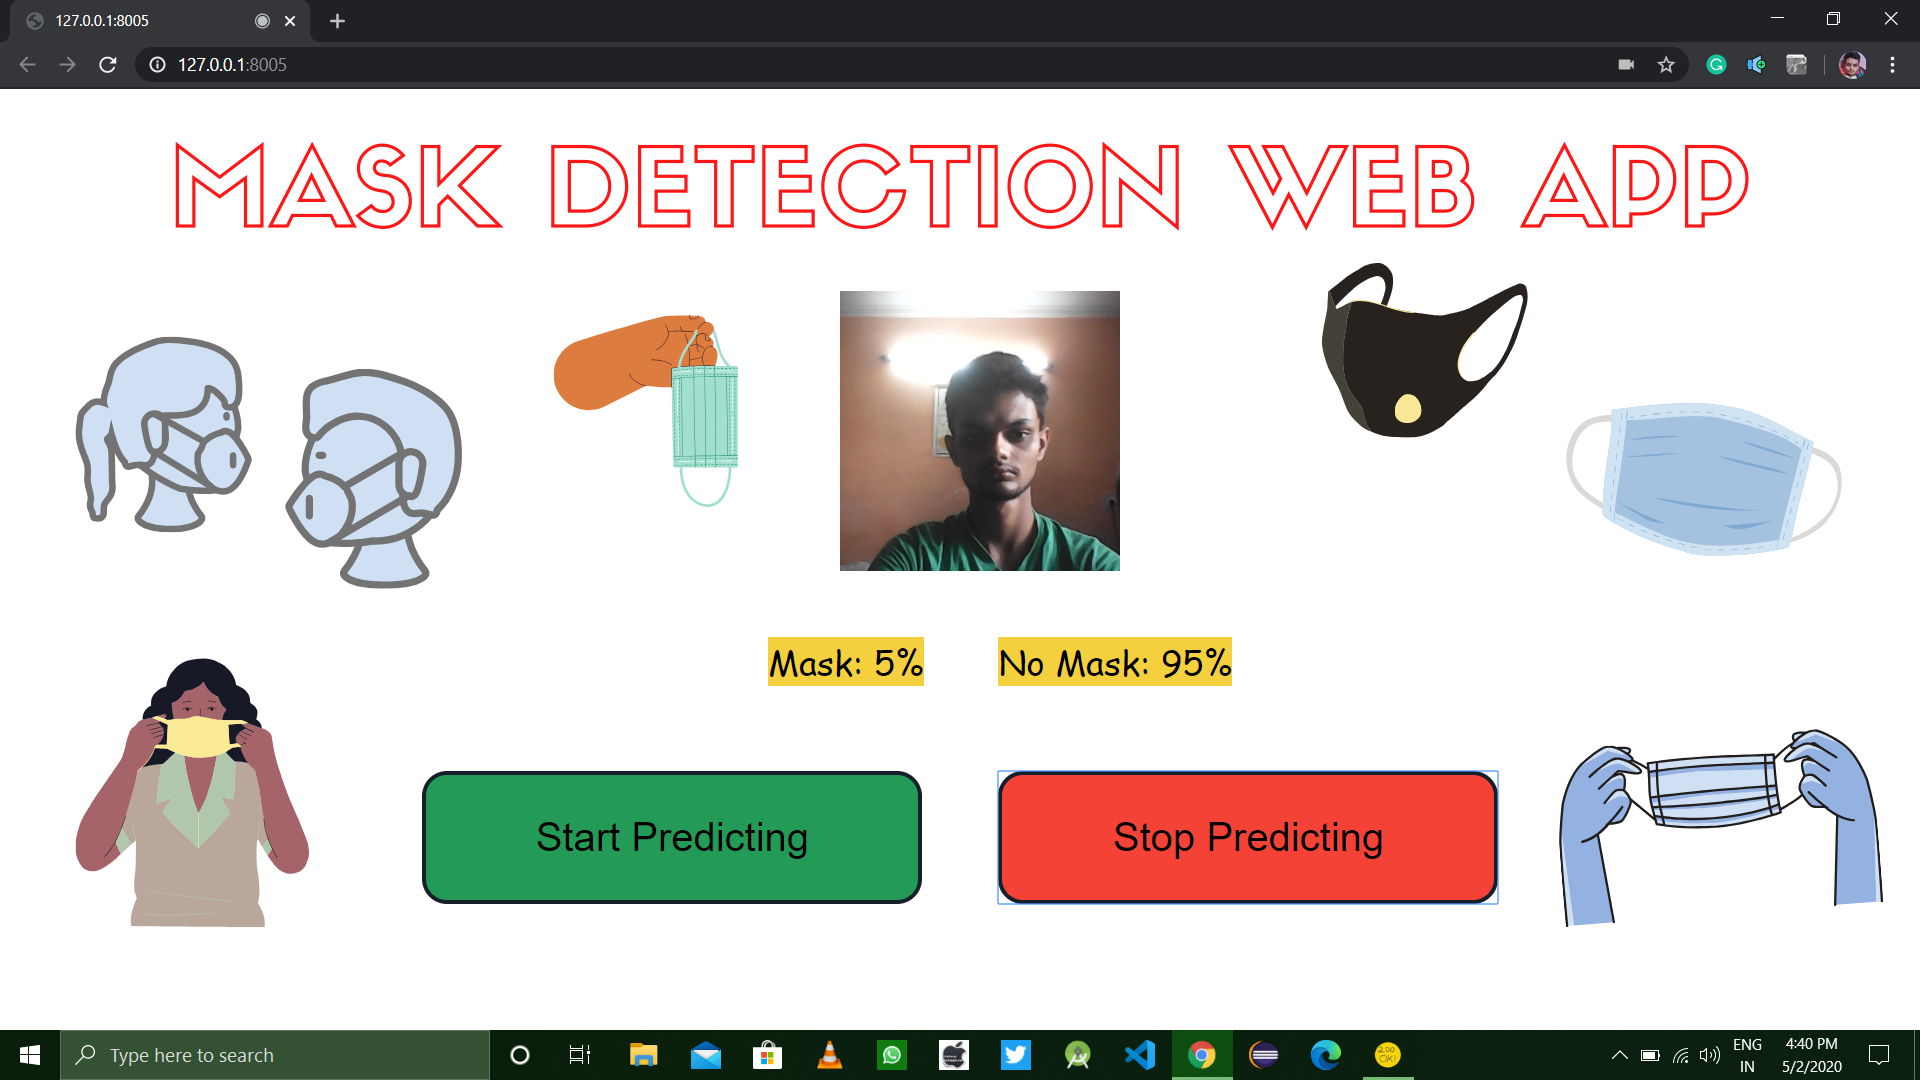 127.0.0.1:8005
127.0.0.1:8005
MASK DETECTION WEB APP
Mask: 5% No Mask: 95%
Start Predicting Stop Predicting
Type here to search
ENG
IN
4:40 PM
5/2/2020